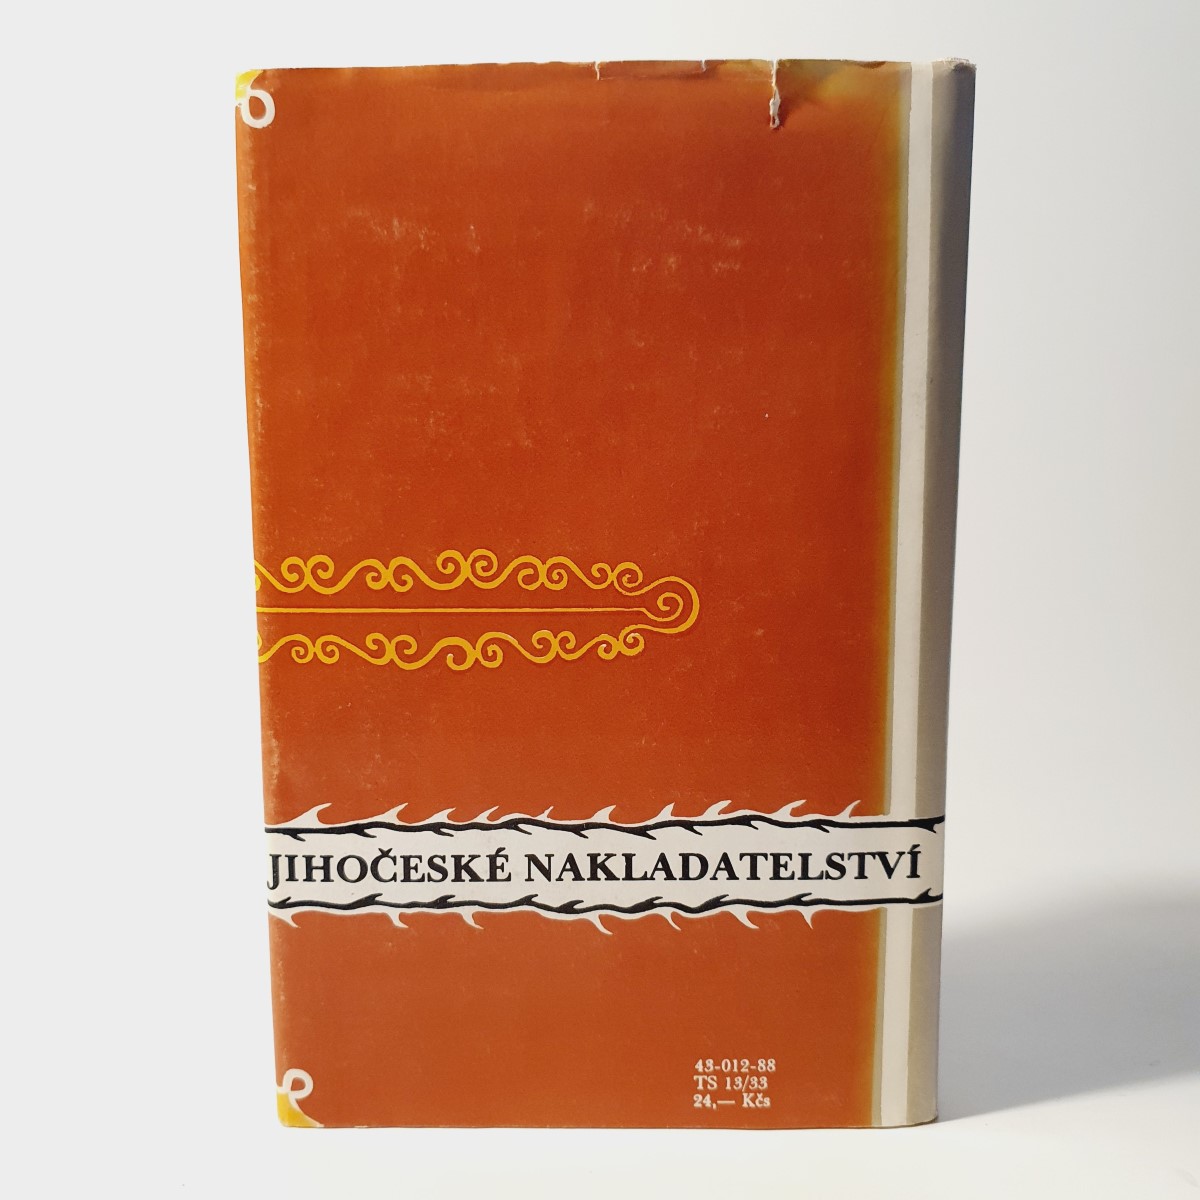 JIHOČESKÉ NAKLADATELSTVÍ
43-012-88
TS 13/33
24,— Kčs